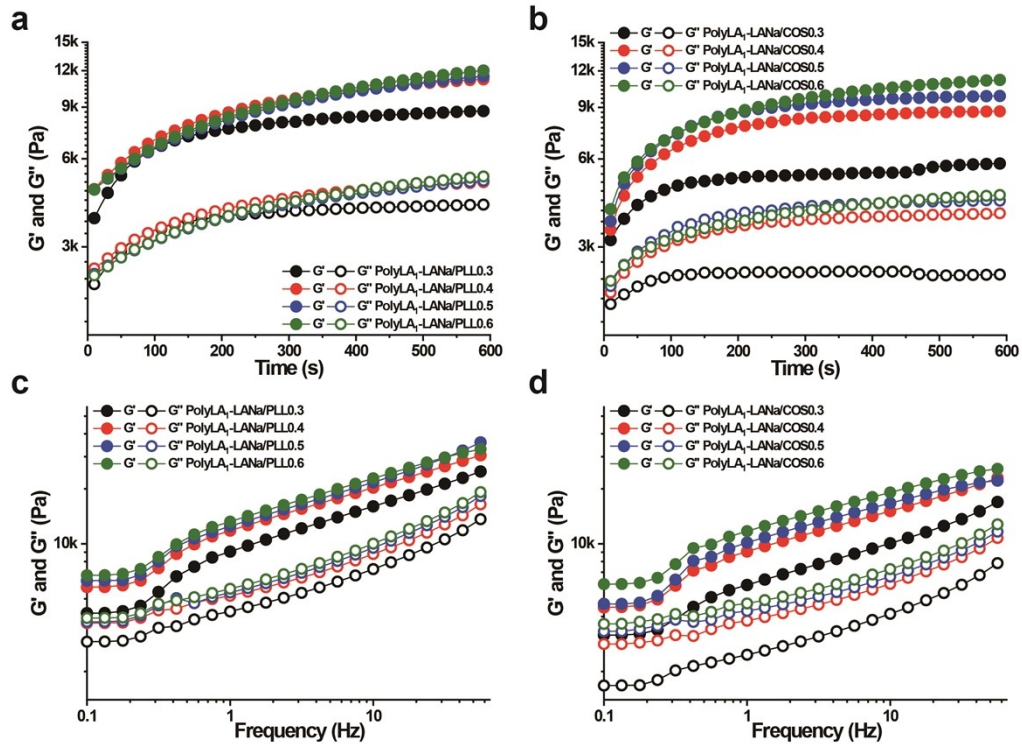 a
15k
12k
9k
6k
3k
G' and G'' (Pa)
G' G'' PolyLA₁-LANa/PLL0.3
G' G'' PolyLA₁-LANa/PLL0.4
G' G'' PolyLA₁-LANa/PLL0.5
G' G'' PolyLA₁-LANa/PLL0.6
0 100 200 300 400 500 600
Time (s)
b
G' G'' PolyLA₁-LANa/COS0.3
G' G'' PolyLA₁-LANa/COS0.4
G' G'' PolyLA₁-LANa/COS0.5
G' G'' PolyLA₁-LANa/COS0.6
15k
12k
9k
6k
3k
G' and G'' (Pa)
0 100 200 300 400 500 600
Time (s)
c
G' G'' PolyLA₁-LANa/PLL0.3
G' G'' PolyLA₁-LANa/PLL0.4
G' G'' PolyLA₁-LANa/PLL0.5
G' G'' PolyLA₁-LANa/PLL0.6
10k
G' and G'' (Pa)
0.1 1 10
Frequency (Hz)
d
G' G'' PolyLA₁-LANa/COS0.3
G' G'' PolyLA₁-LANa/COS0.4
G' G'' PolyLA₁-LANa/COS0.5
G' G'' PolyLA₁-LANa/COS0.6
10k
G' and G'' (Pa)
0.1 1 10
Frequency (Hz)